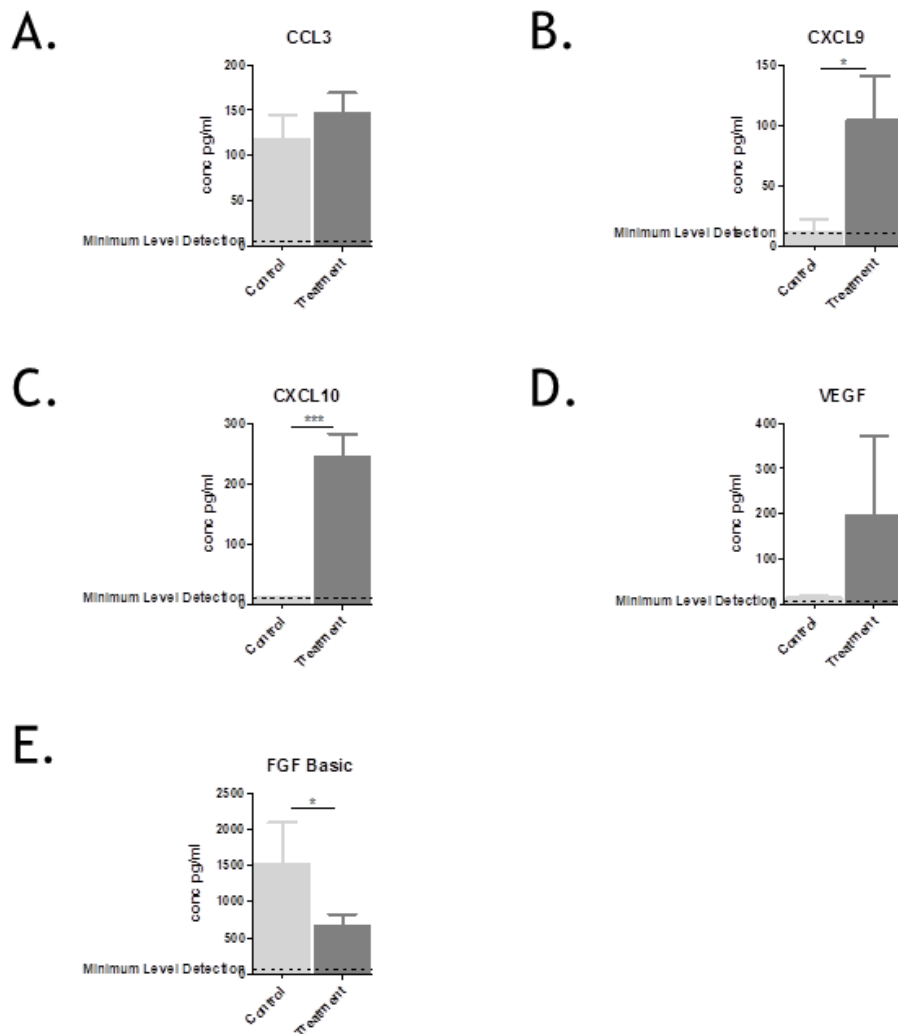 A.
CCL3
200
150
100
50
0
conc pg/ml
Minimum Level Detection
Control
Treatment
B.
CXCL9
*
150
100
50
0
conc pg/ml
Minimum Level Detection
Control
Treatment
C.
CXCL10
***
300
200
100
0
conc pg/ml
Minimum Level Detection
Control
Treatment
D.
VEGF
400
300
200
100
0
conc pg/ml
Minimum Level Detection
Control
Treatment
E.
FGF Basic
*
2500
2000
1500
1000
500
0
conc pg/ml
Minimum Level Detection
Control
Treatment